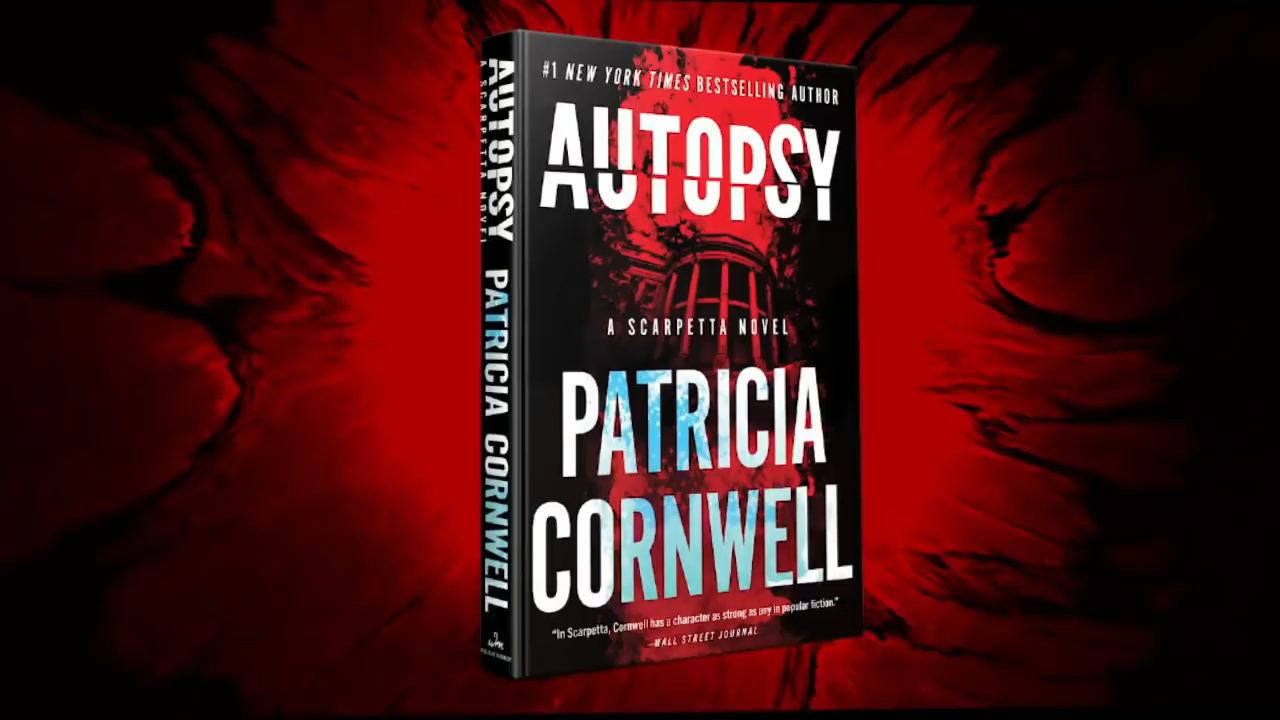 AUTOPSY
A SCARPETTA NOVEL
PATRICIA CORNWELL
wm
#1 NEW YORK TIMES BESTSELLING AUTHOR
AUTOPSY
A SCARPETTA NOVEL
PATRICIA
CORNWELL
"In Scarpetta, Cornwell has a character as strong as any in popular fiction."
—WALL STREET JOURNAL